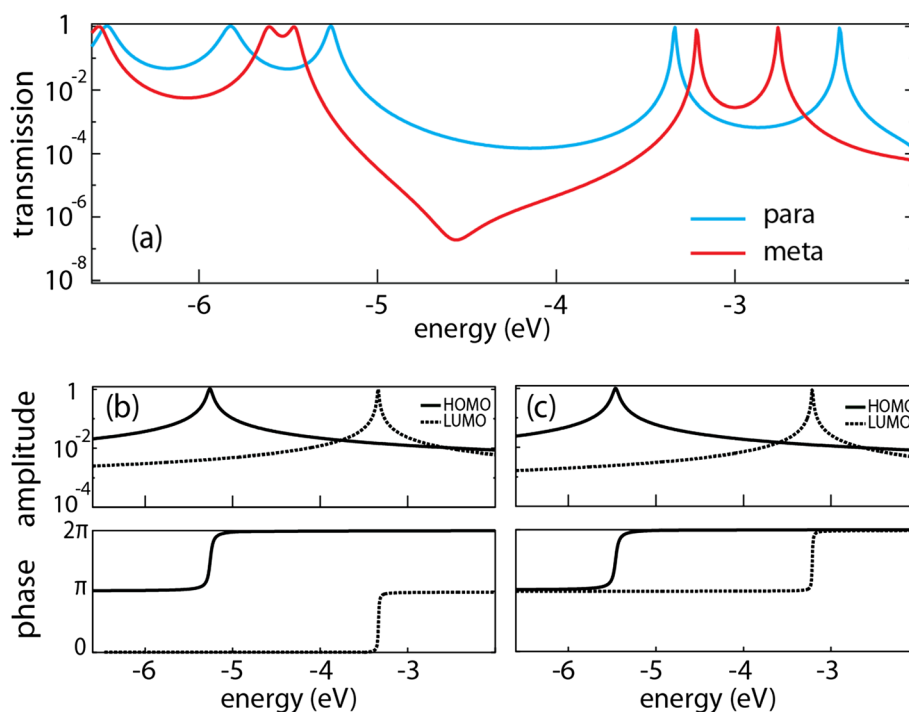 transmission
1
10-2
10-4
10-6
10-8
(a)
para
meta
-6
-5
-4
-3
energy (eV)
amplitude
1
10-2
10-4
(b)
HOMO
LUMO
phase
2π
π
0
-6
-5
-4
-3
energy (eV)
(c)
HOMO
LUMO
-6
-5
-4
-3
energy (eV)